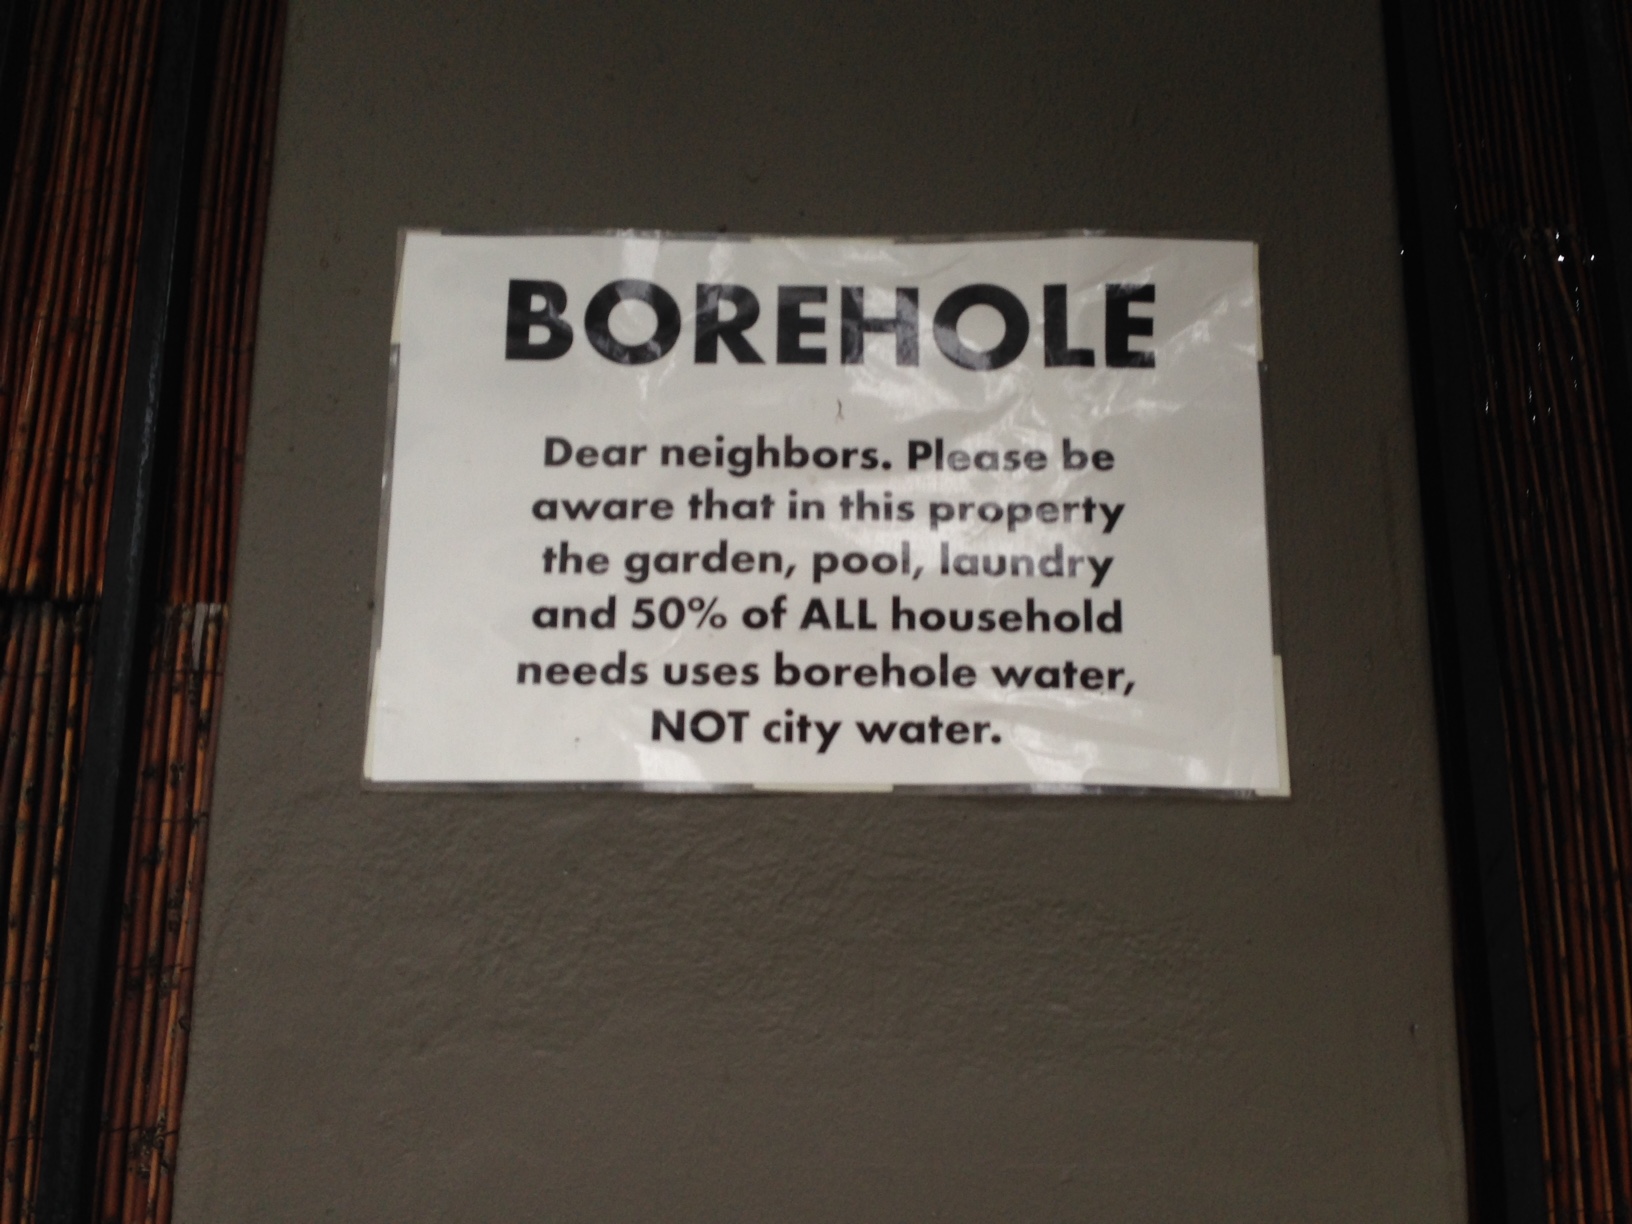 BOREHOLE
Dear neighbors. Please be
aware that in this property
the garden, pool, laundry
and 50% of ALL household
needs uses borehole water,
NOT city water.